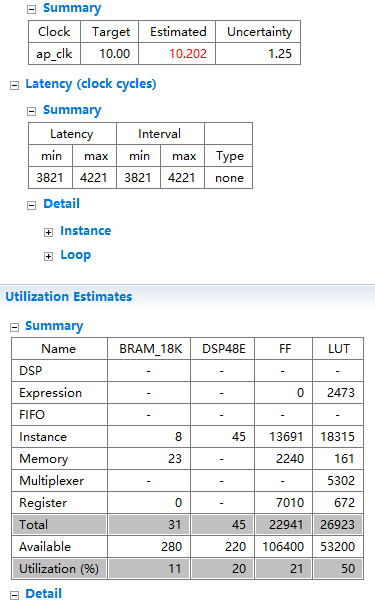 Summary
Clock Target Estimated Uncertainty
ap_clk 10.00 10.202 1.25
Latency (clock cycles)
Summary
Latency Interval
min max min max Type
3821 4221 3821 4221 none
Detail
Instance
Loop
Utilization Estimates
Summary
Name BRAM_18K DSP48E FF LUT
DSP - - - -
Expression - - 0 2473
FIFO - - - -
Instance 8 45 13691 18315
Memory 23 - 2240 161
Multiplexer - - - 5302
Register 0 - 7010 672
Total 31 45 22941 26923
Available 280 220 106400 53200
Utilization (%) 11 20 21 50
Detail